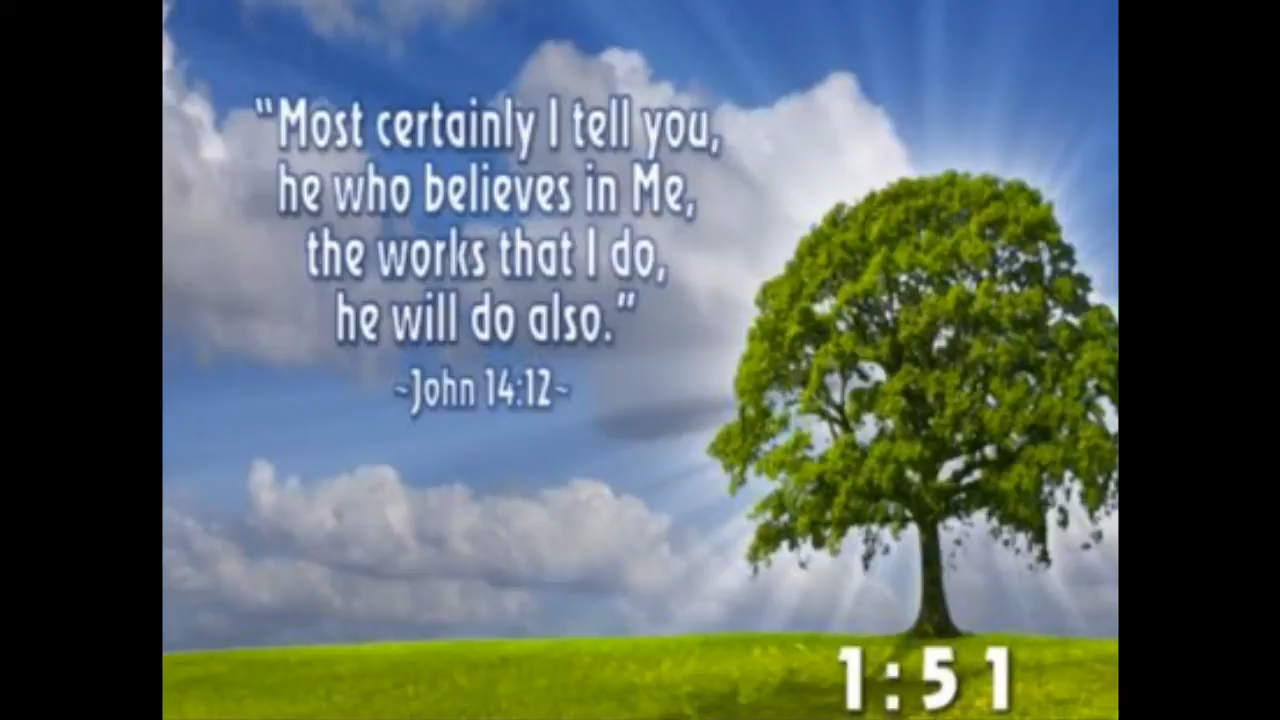 “Most certainly I tell you,
he who believes in Me,
the works that I do,
he will do also.”
~John 14:12~
1:51